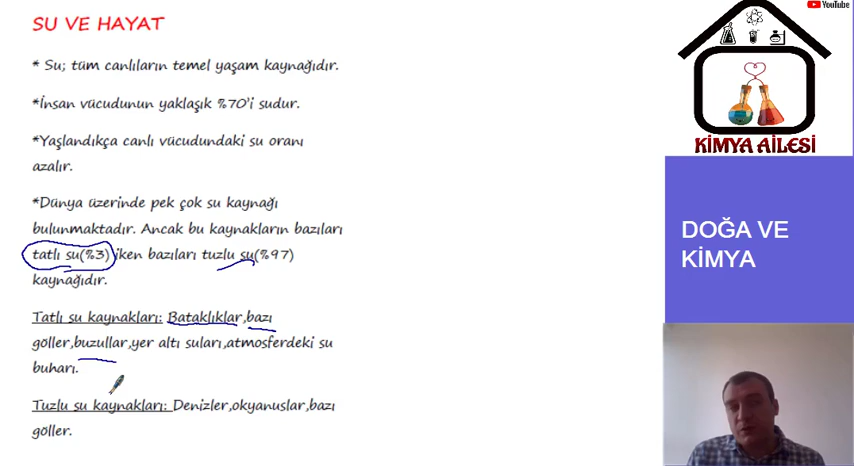 SU VE HAYAT
* Su; tüm canlıların temel yaşam kaynağıdır.
*İnsan vücudunun yaklaşık %70'i sudur.
*Yaşlandıkça canlı vücudundaki su oranı
azalır.
*Dünya üzerinde pek çok su kaynağı
bulunmaktadır. Ancak bu kaynakların bazıları
tatlı su(%3) iken bazıları tuzlu su(%97)
kaynağıdır.
Tatlı su kaynakları: Bataklıklar,bazı
göller,buzullar,yer altı suları,atmosferdeki su
buharı.
Tuzlu su kaynakları: Denizler,okyanuslar,bazı
göller.
YouTube
KİMYA AİLESİ
DOĞA VE
KİMYA